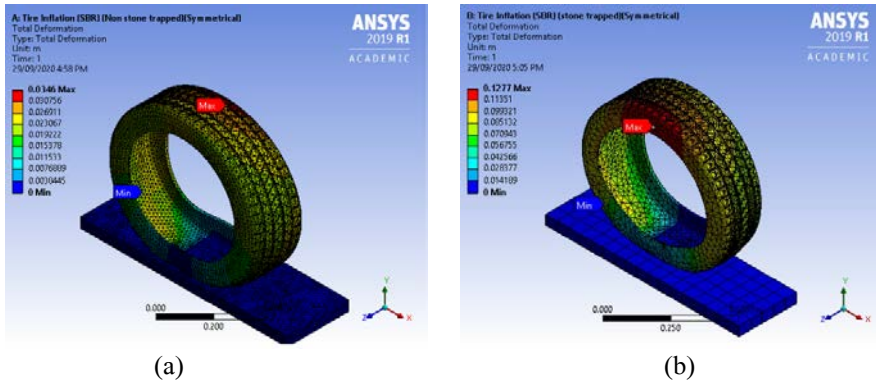 A: Tire Inflation (SBR) (Non stone trapped)(Symmetrical)
Total Deformation
Type: Total Deformation
Unit: m
Time: 1
29/09/2020 4:58 PM
0.0346 Max
0.030756
0.026911
0.023067
0.019222
0.015378
0.011533
0.0076889
0.0038445
0 Min
ANSYS
2019 R1
ACADEMIC
Max
Min
0.000
0.200
Y
Z
X
(a)
B: Tire Inflation (SBR) (stone trapped)(Symmetrical)
Total Deformation
Type: Total Deformation
Unit: m
Time: 1
29/09/2020 5:05 PM
0.1277 Max
0.11351
0.099321
0.085132
0.070943
0.056755
0.042566
0.028377
0.014189
0 Min
ANSYS
2019 R1
ACADEMIC
Max
Min
0.000
0.250
Y
Z
X
(b)